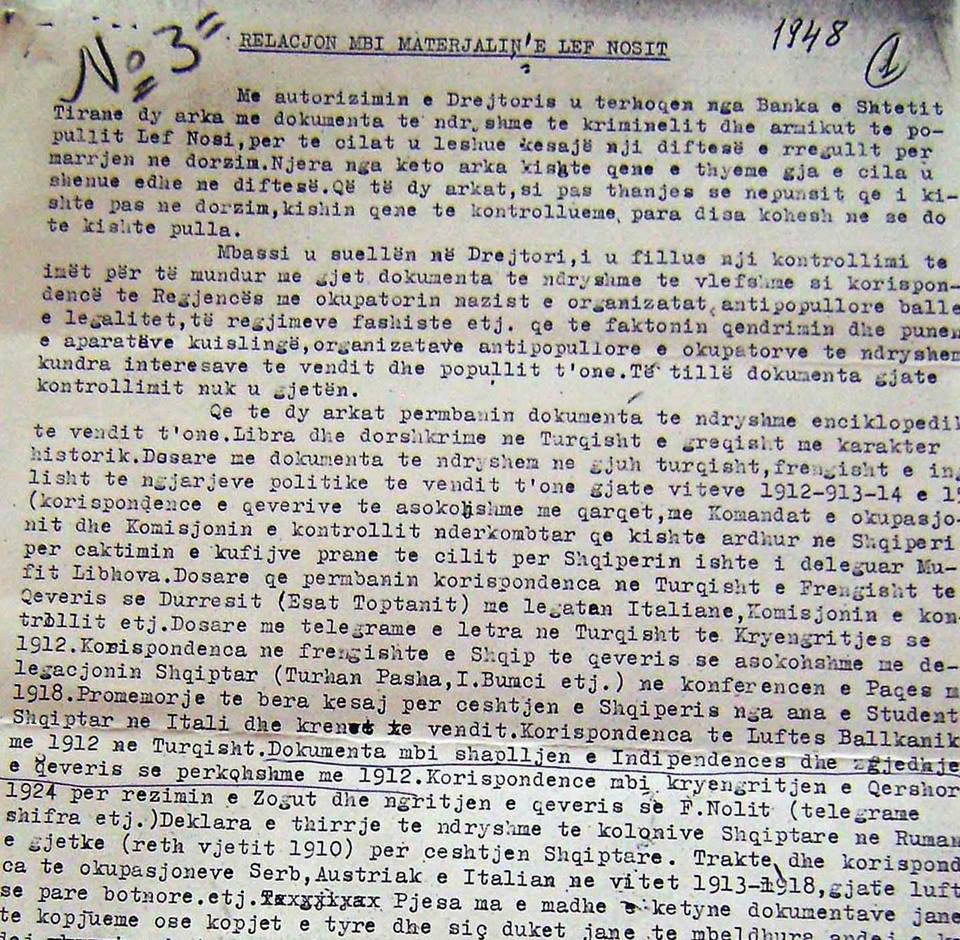 No 3=
1948
1
RELACJON MBI MATERJALIN'E LEF NOSIT
Me autorizimin e Drejtoris u terhoqen nga Banka e Shtetit
Tirane dy arka me dokumenta te ndr,shme te kriminelit dhe armikut te po-
pullit Lef Nosi,per te cilat u leshue kesajë nji diftesë e rregullt per
marrjen ne dorzim.Njera nga keto arka kishte qene e thyeme gja e cila u
shenue edhe ne diftesë.Që të dy arkat,si pas thanjes se nepunsit qe i ki-
shte pas ne dorzim,kishin qene te kontrollueme, para disa kohesh ne se do
te kishte pulla.
Mbassi u suellën në Drejtori,i u fillue nji kontrollimi te
imët për të mundur me gjet dokumenta te ndryshme te vlefshme si korispon-
dencë te Regjencës me okupatorin nazist e organizatat antipopullore balle
e legalitet,të regjimeve fashiste etj. qe te faktonin qendrimin dhe punen
e aparatëve kuislingë,organizatave antipopullore e okupatorve te ndryshem
kundra interesave te vendit dhe popullit t'one.Të tillë dokumenta gjate
kontrollimit nuk u gjetën.
Qe te dy arkat permbanin dokumenta te ndryshme enciklopedik
te vendit t'one.Libra dhe dorshkrime ne Turqisht e greqisht me karakter
historik.Dosare me dokumenta te ndryshem ne gjuh turqisht,frengisht e ing
lisht te ngjarjeve politike te vendit t'one gjate viteve 1912-913-14 e 1
(korispondence e qeverive te asokohshme me qarqet,me Komandat e okupasjo-
nit dhe Komisjonin e kontrollit nderkombtar qe kishte ardhur ne Shqiperi
per caktimin e kufijve prane te cilit per Shqiperin ishte i deleguar Mu-
fit Libhova.Dosare qe permbanin korispondenca ne Turqisht e Frengisht te
Qeveris se Durresit (Esat Toptanit) me legatan Italiane,Komisjonin e kon-
trollit etj.Dosare me telegrame e letra ne Turqisht te Kryengritjes se
1912.Korispondenca ne frengishte e Shqip te qeveris se asokohshme me de-
legacjonin Shqiptar (Turhan Pasha,I.Bumci etj.) ne konferencen e Paqes m
1918.Promemorje te bera kesaj per ceshtjen e Shqiperis nga ana e Student
Shqiptar ne Itali dhe krenet te vendit.Korispondenca te Luftes Ballkanik
me 1912 ne Turqisht.Dokumenta mbi shaplljen e Indipendences dhe zgjedhje
e qeveris se perkohshme me 1912.Korispondence mbi kryengritjen e Qershor
1924 per rezimin e Zogut dhe ngritjen e qeveris se F.Nolit (telegrame
shifra etj.)Deklara e thirrje te ndryshme te kolonive Shqiptare ne Ruman
e gjetke (reth vjetit 1910) per ceshtjen Shqiptare. Trakte dhe korispond
ca te okupasjoneve Serb,Austriak e Italian ne vitet 1913-1918,gjate luft
se pare botnore.etj. Pjesa ma e madhe e ketyne dokumentave jane
te kopjueme ose kopjet e tyre dhe siç duket jane te mbeldhura andej